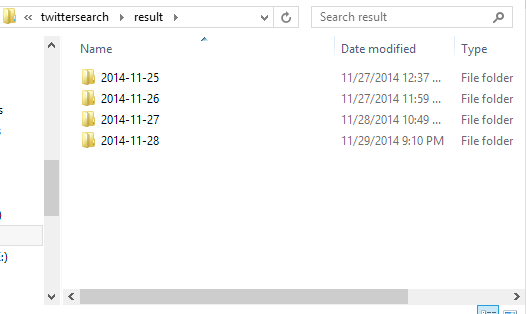 « twittersearch › result
Search result
Name Date modified Type
2014-11-25 11/27/2014 12:37 ... File folder
2014-11-26 11/27/2014 11:59 ... File folder
2014-11-27 11/28/2014 10:49 ... File folder
2014-11-28 11/29/2014 9:10 PM File folder
s
)
:)